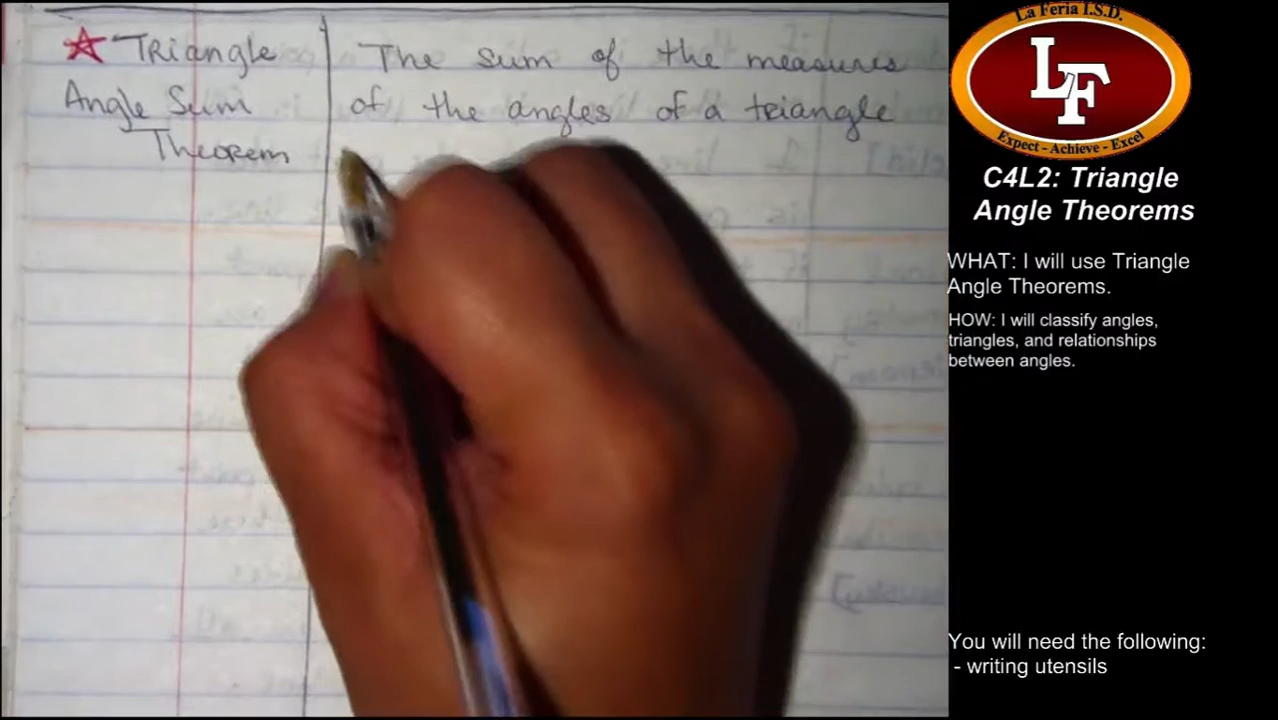 Triangle
Angle Sum
Theorem
The sum of the measures
of the angles of a triangle
La Feria I.S.D.
LF
Expect - Achieve - Excel
C4L2: Triangle
Angle Theorems
WHAT: I will use Triangle
Angle Theorems.
HOW: I will classify angles,
triangles, and relationships
between angles.
You will need the following:
- writing utensils